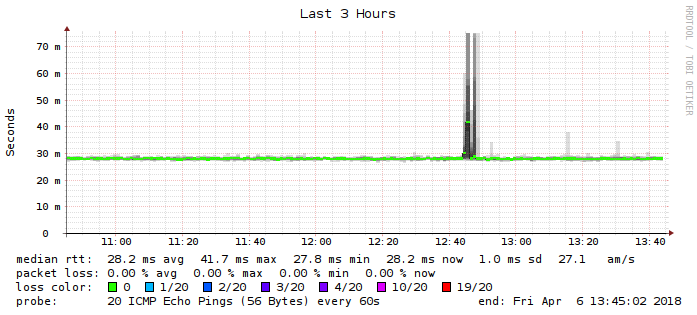 Last 3 Hours
RRDTOOL / TOBI OETIKER
Seconds
70 m
60 m
50 m
40 m
30 m
20 m
10 m
0
11:00 11:20 11:40 12:00 12:20 12:40 13:00 13:20 13:40
median rtt: 28.2 ms avg 41.7 ms max 27.8 ms min 28.2 ms now 1.0 ms sd 27.1 am/s
packet loss: 0.00 % avg 0.00 % max 0.00 % min 0.00 % now
loss color: 0 1/20 2/20 3/20 4/20 10/20 19/20
probe: 20 ICMP Echo Pings (56 Bytes) every 60s end: Fri Apr 6 13:45:02 2018